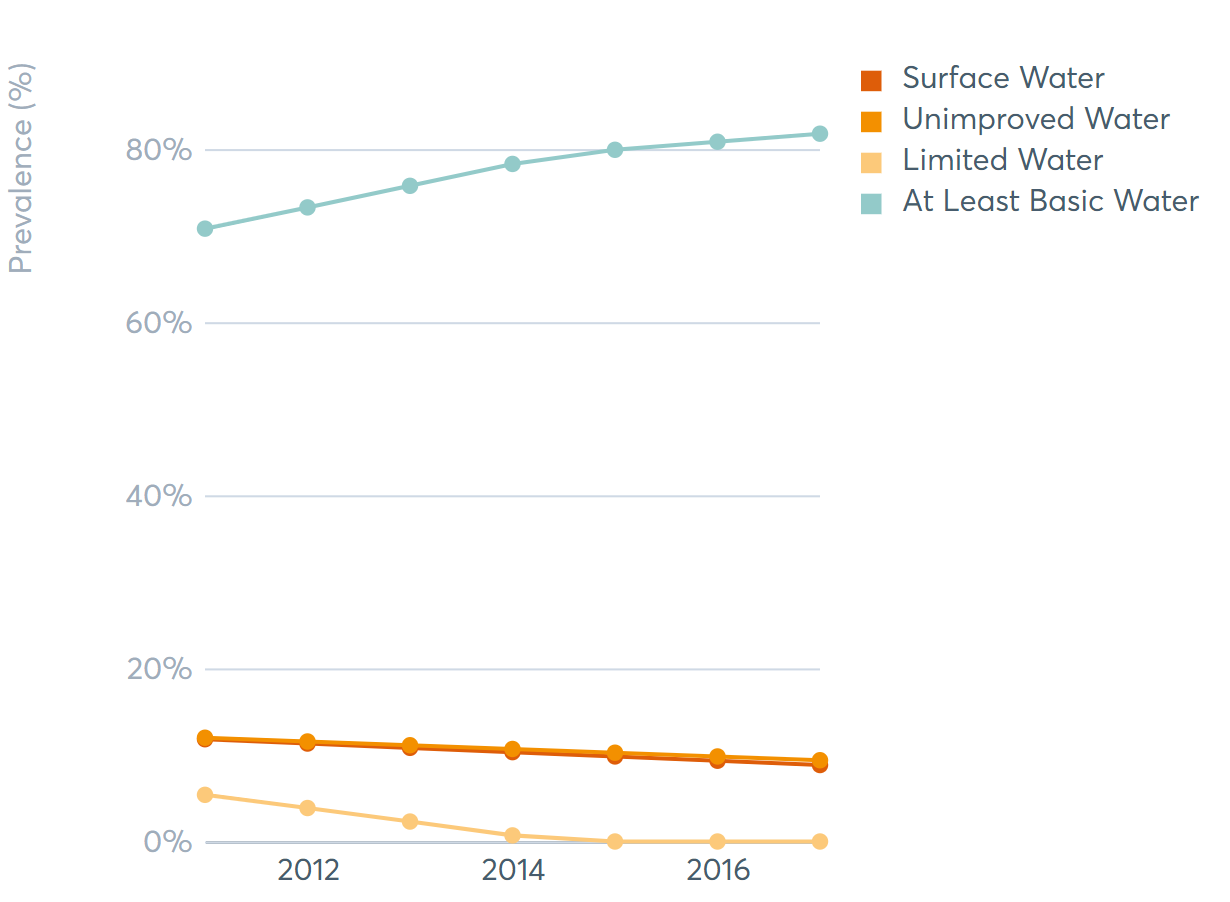 Prevalence (%)
80%
60%
40%
20%
0%
2012
2014
2016
Surface Water
Unimproved Water
Limited Water
At Least Basic Water